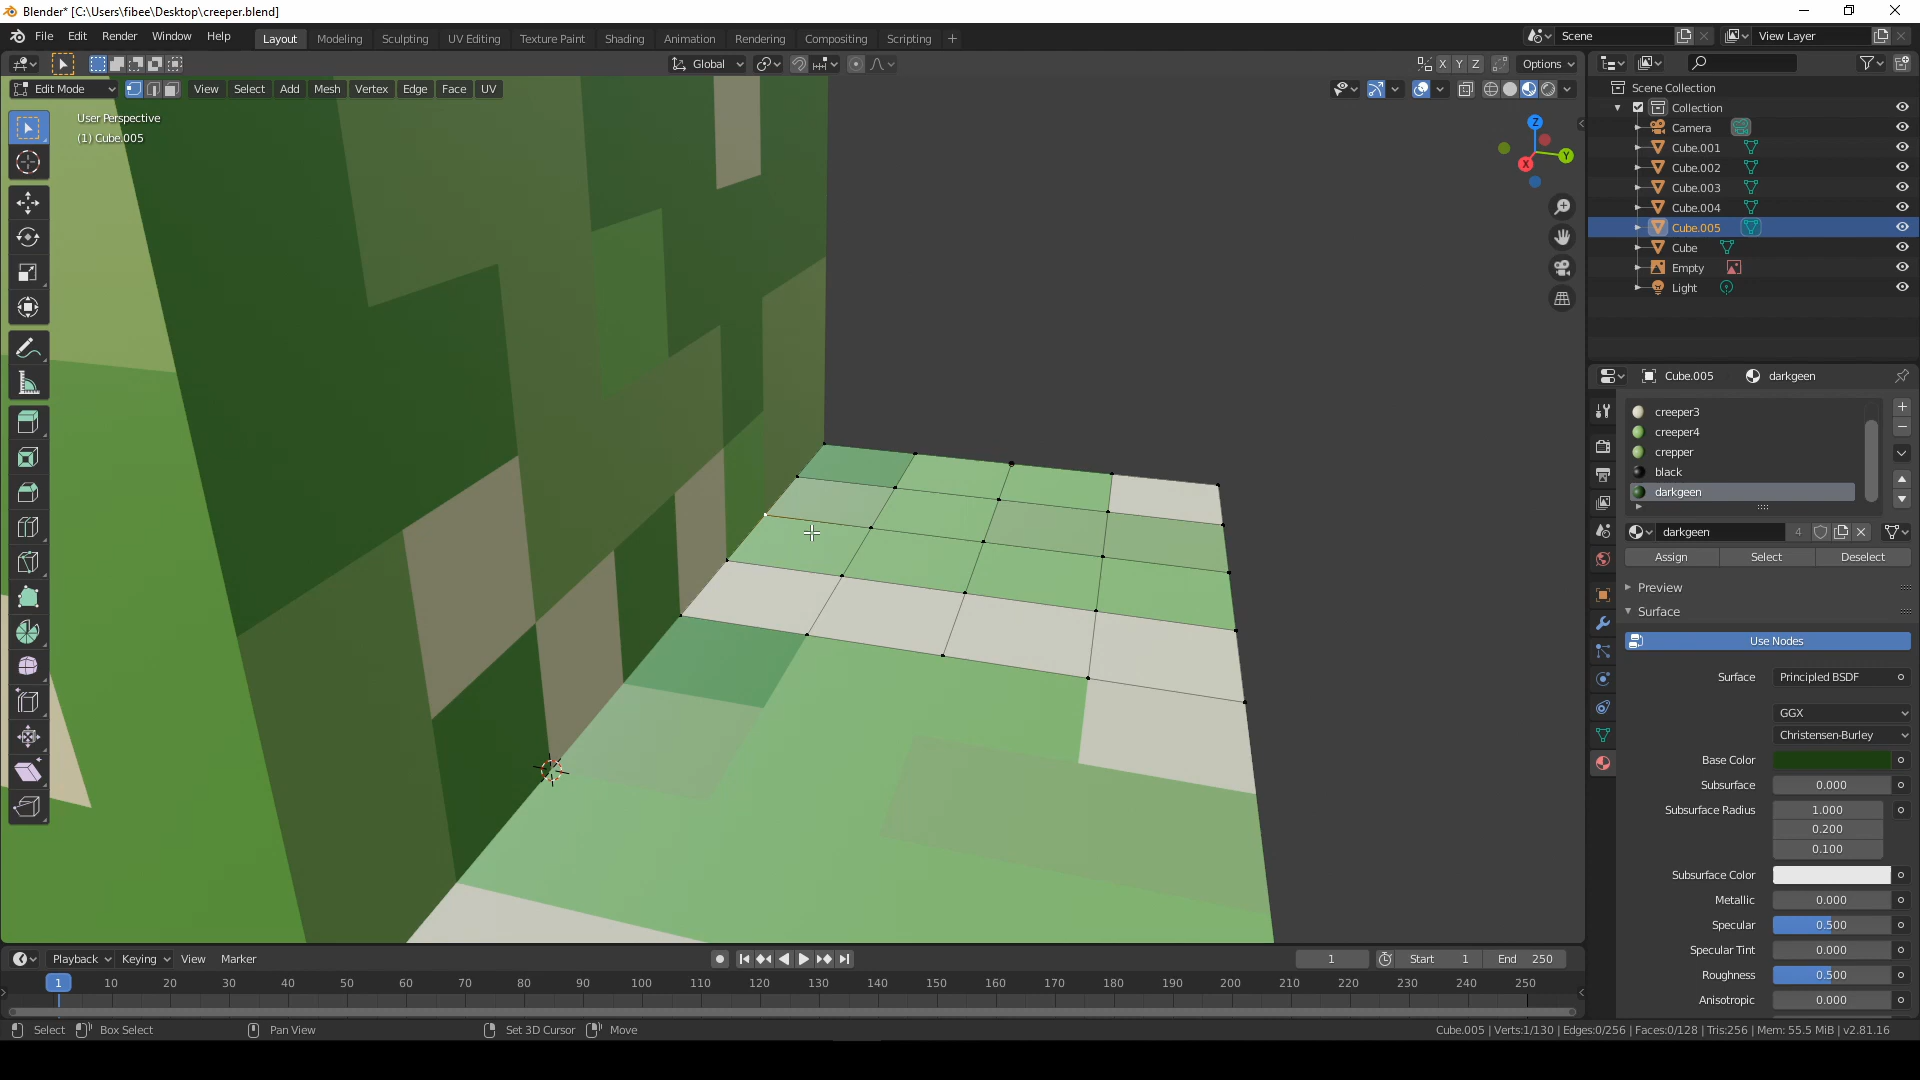 Blender* [C:\Users\fibee\Desktop\creeper.blend]
File Edit Render Window Help Layout Modeling Sculpting UV Editing Texture Paint Shading Animation Rendering Compositing Scripting + Scene View Layer
Global X Y Z Options
Edit Mode View Select Add Mesh Vertex Edge Face UV
User Perspective
(1) Cube.005
Z
Y
X
Scene Collection
Collection
Camera
Cube.001
Cube.002
Cube.003
Cube.004
Cube.005
Cube
Empty
Light
Cube.005 darkgeen
creeper3
creeper4
crepper
black
darkgeen
darkgeen 4
Assign Select Deselect
Preview
Surface
Use Nodes
Surface Principled BSDF
GGX
Christensen-Burley
Base Color
Subsurface 0.000
Subsurface Radius 1.000
0.200
0.100
Subsurface Color
Metallic 0.000
Specular 0.500
Specular Tint 0.000
Roughness 0.500
Anisotropic 0.000
Playback Keying View Marker 1 Start 1 End 250
1 10 20 30 40 50 60 70 80 90 100 110 120 130 140 150 160 170 180 190 200 210 220 230 240 250
Select Box Select Pan View Set 3D Cursor Move Cube.005 | Verts:1/130 | Edges:0/256 | Faces:0/128 | Tris:256 | Mem: 55.5 MiB | v2.81.16